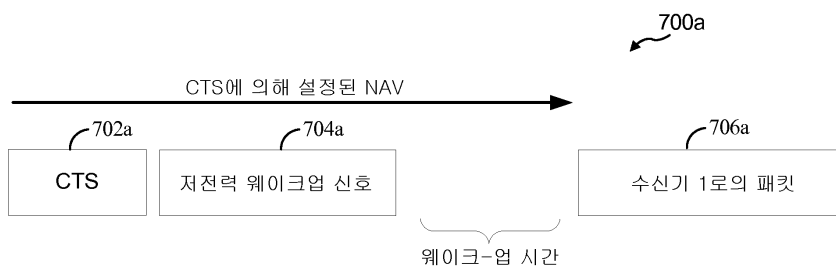 700a
CTS에 의해 설정된 NAV
702a
704a
706a
CTS
저전력 웨이크업 신호
수신기 1로의 패킷
웨이크-업 시간